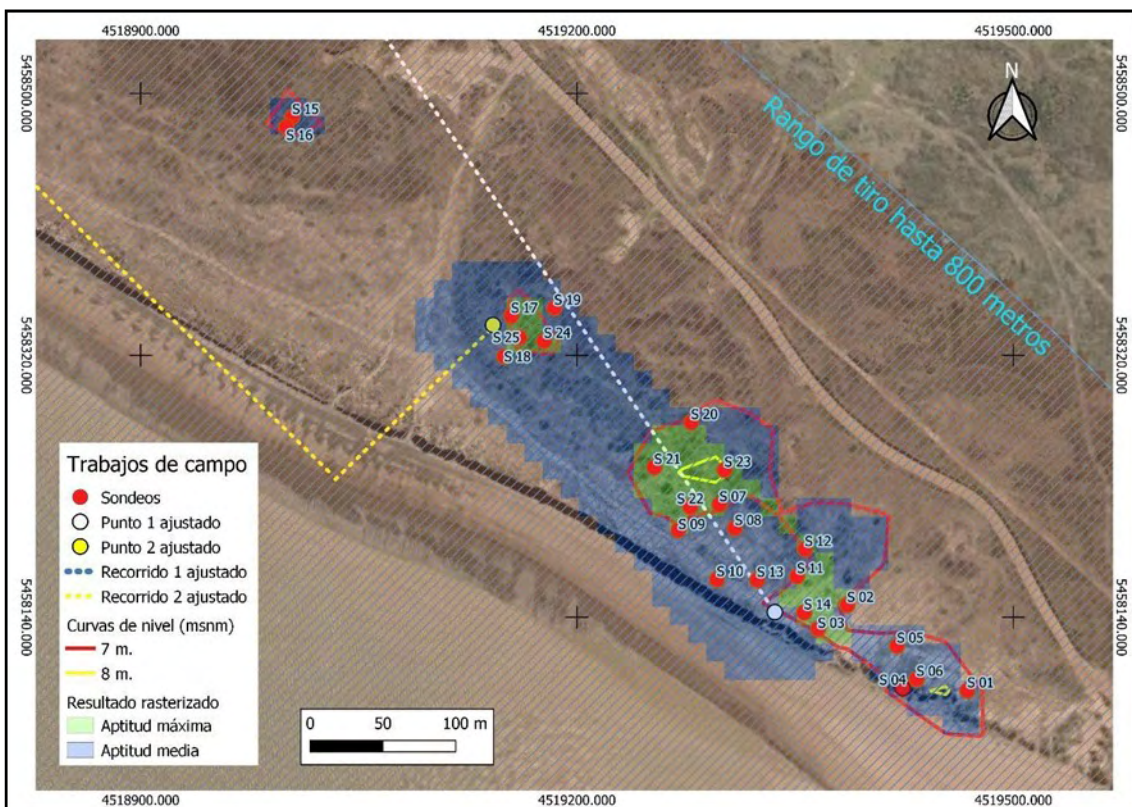 4518900.000
4519200.000
4519500.000
5458500.000
5458500.000
N
S 15
S 16
Rango de tiro hasta 800 metros
S 17
S 19
S 25
S 24
S 18
5458320.000
5458320.000
S 20
S 21
S 23
S 22
S 07
S 09
S 08
S 12
S 10
S 13
S 11
S 14
S 02
S 03
5458140.000
5458140.000
S 05
S 04
S 06
S 01
Trabajos de campo
Sondeos
Punto 1 ajustado
Punto 2 ajustado
Recorrido 1 ajustado
Recorrido 2 ajustado
Curvas de nivel (msnm)
7 m.
8 m.
Resultado rasterizado
Aptitud máxima
Aptitud media
0
50
100 m
4518900.000
4519200.000
4519500.000